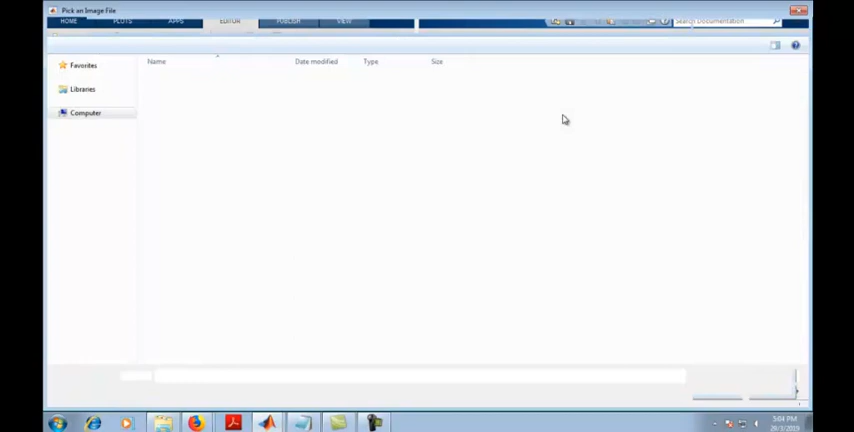 Pick an Image File
HOME PLOTS APPS EDITOR PUBLISH VIEW Search Documentation
Name Date modified Type Size
Favorites
Libraries
Computer
5:04 PM